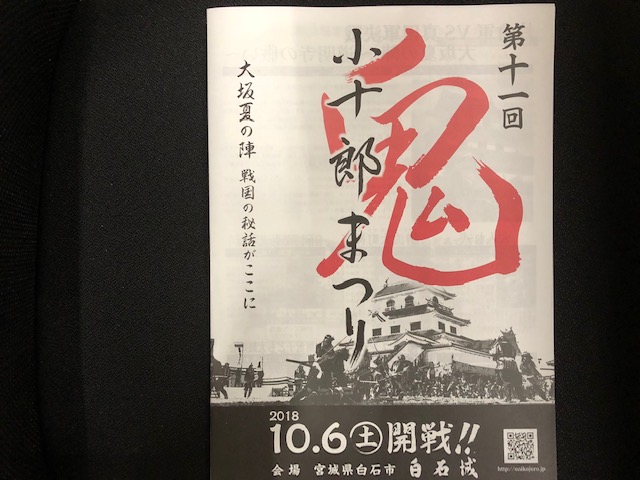 第十一回
鬼
小十郎まつり
大坂夏の陣 戦国の秘話がここに
2018
10.6㊏開戦!!
会場 宮城県白石市 白石城